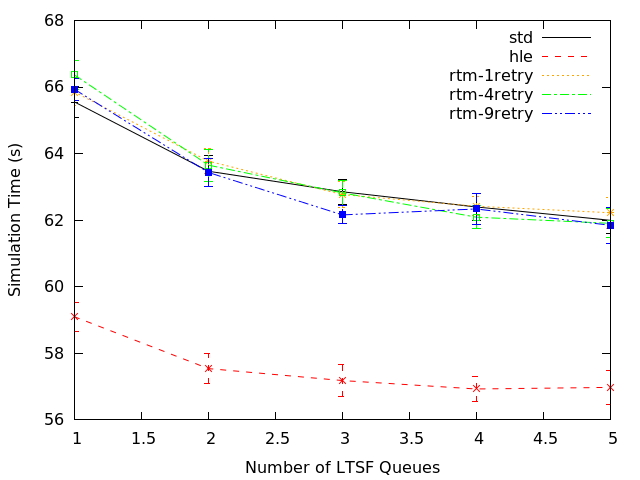 68
66
64
62
60
58
56
Simulation Time (s)
std
hle
rtm-1retry
rtm-4retry
rtm-9retry
1 1.5 2 2.5 3 3.5 4 4.5 5
Number of LTSF Queues